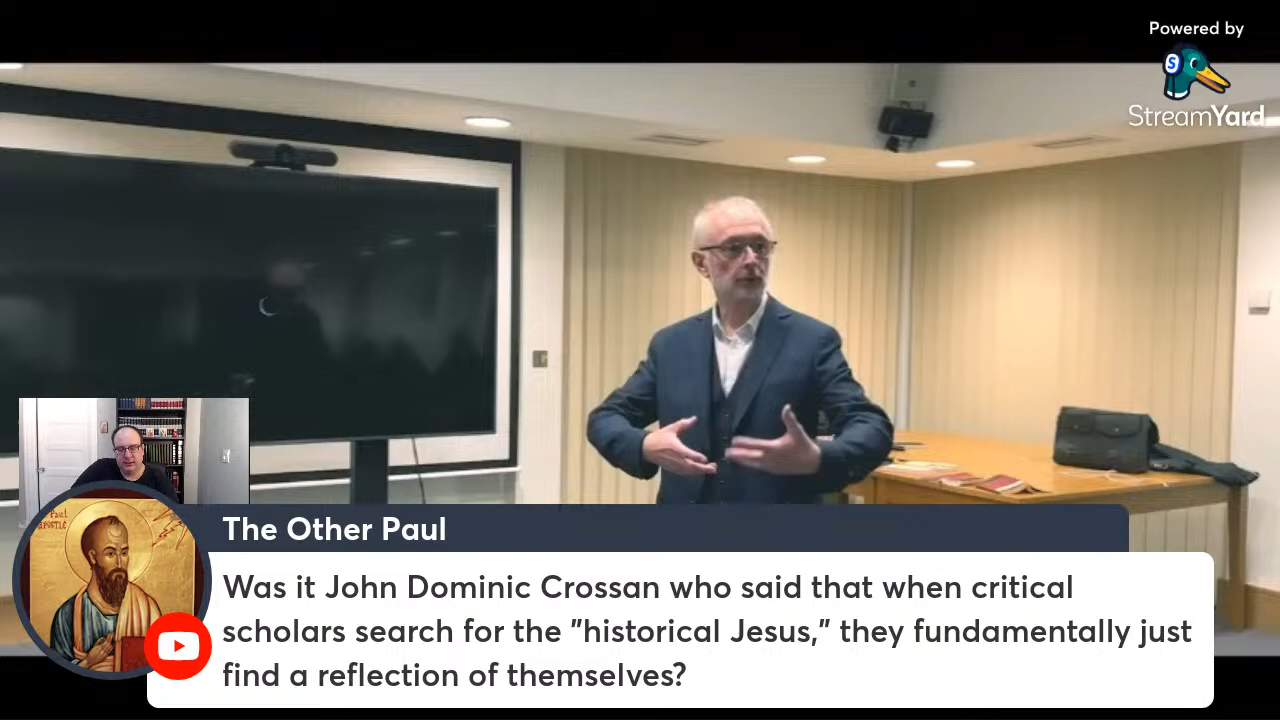 Powered by
StreamYard
The Other Paul
Was it John Dominic Crossan who said that when critical
scholars search for the "historical Jesus," they fundamentally just
find a reflection of themselves?